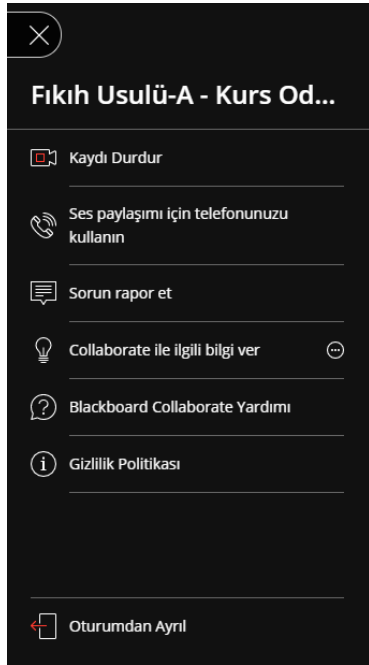 Fıkıh Usulü-A - Kurs Od...
Kaydı Durdur
Ses paylaşımı için telefonunuzu
kullanın
Sorun rapor et
Collaborate ile ilgili bilgi ver
Blackboard Collaborate Yardımı
Gizlilik Politikası
Oturumdan Ayrıl